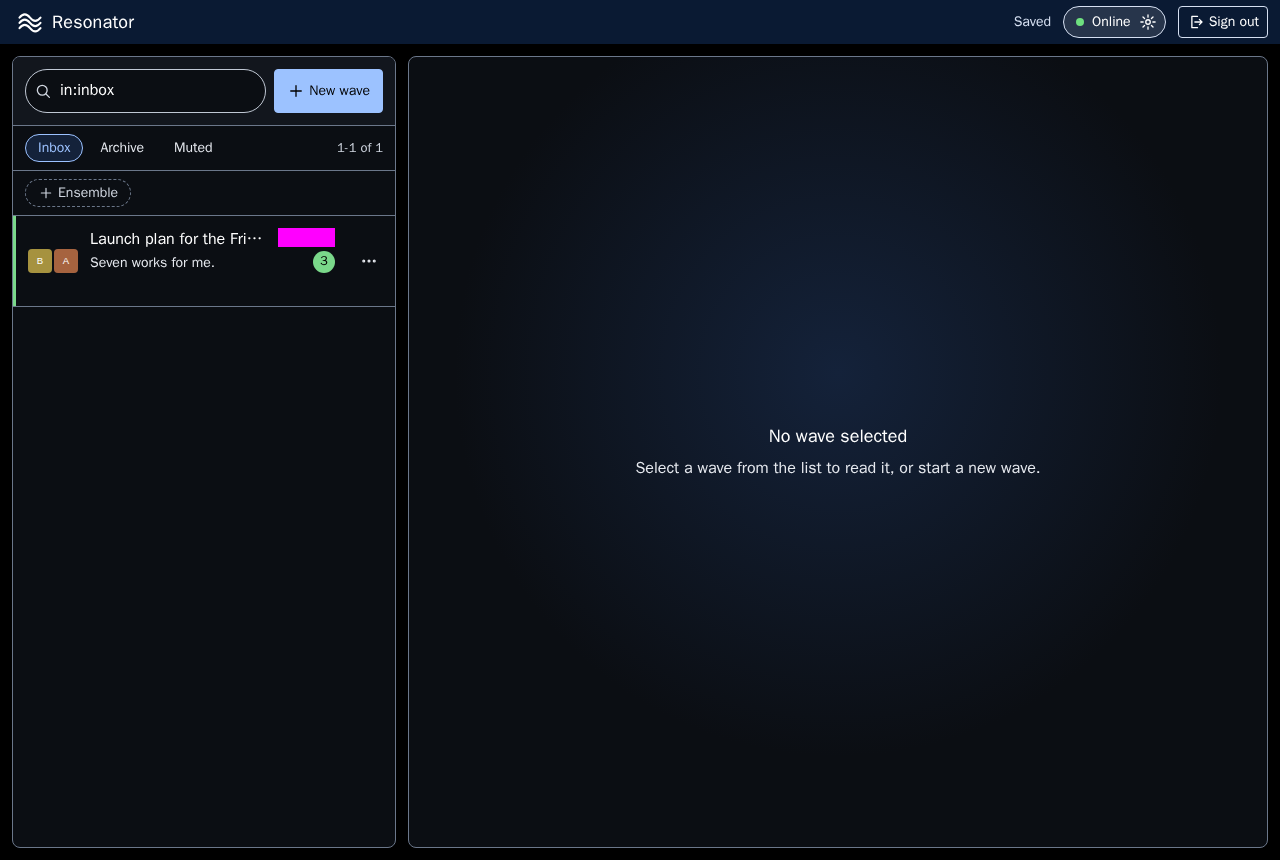 Resonator
Saved
Online
Sign out
in:inbox
New wave
Inbox
Archive
Muted
1-1 of 1
Ensemble
B
A
Launch plan for the Fri…
Seven works for me.
3
No wave selected
Select a wave from the list to read it, or start a new wave.